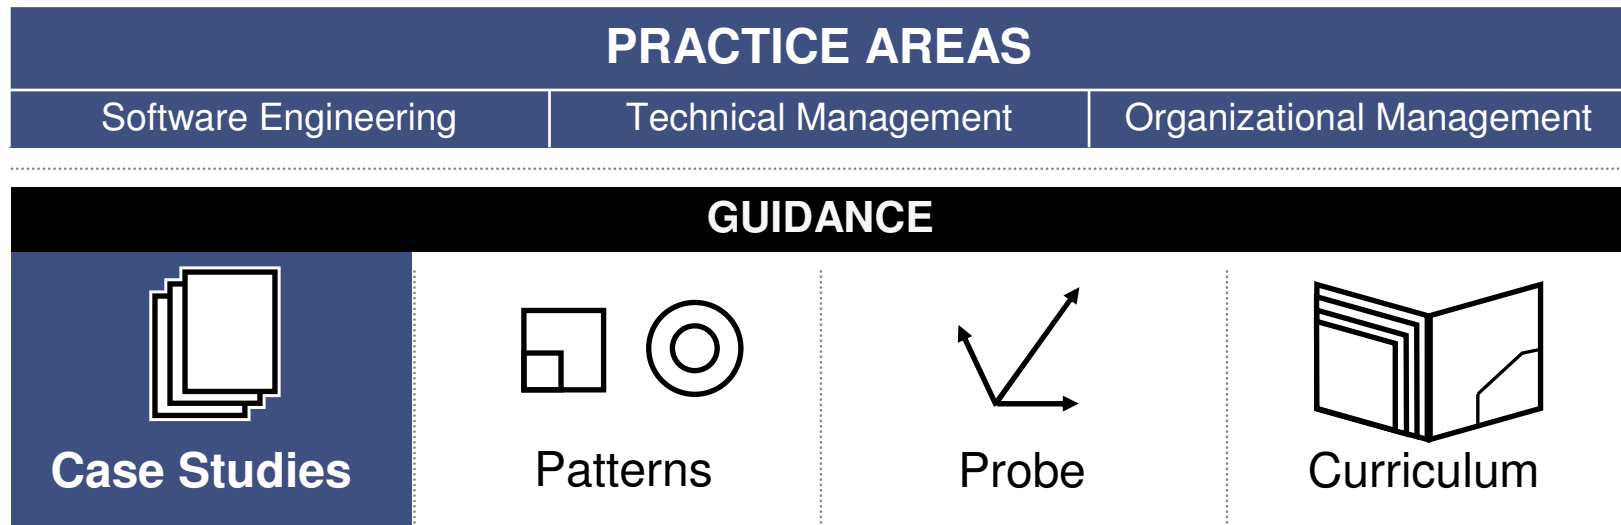 PRACTICE AREAS
Software Engineering
Technical Management
Organizational Management
GUIDANCE
Case Studies
Patterns
Probe
Curriculum